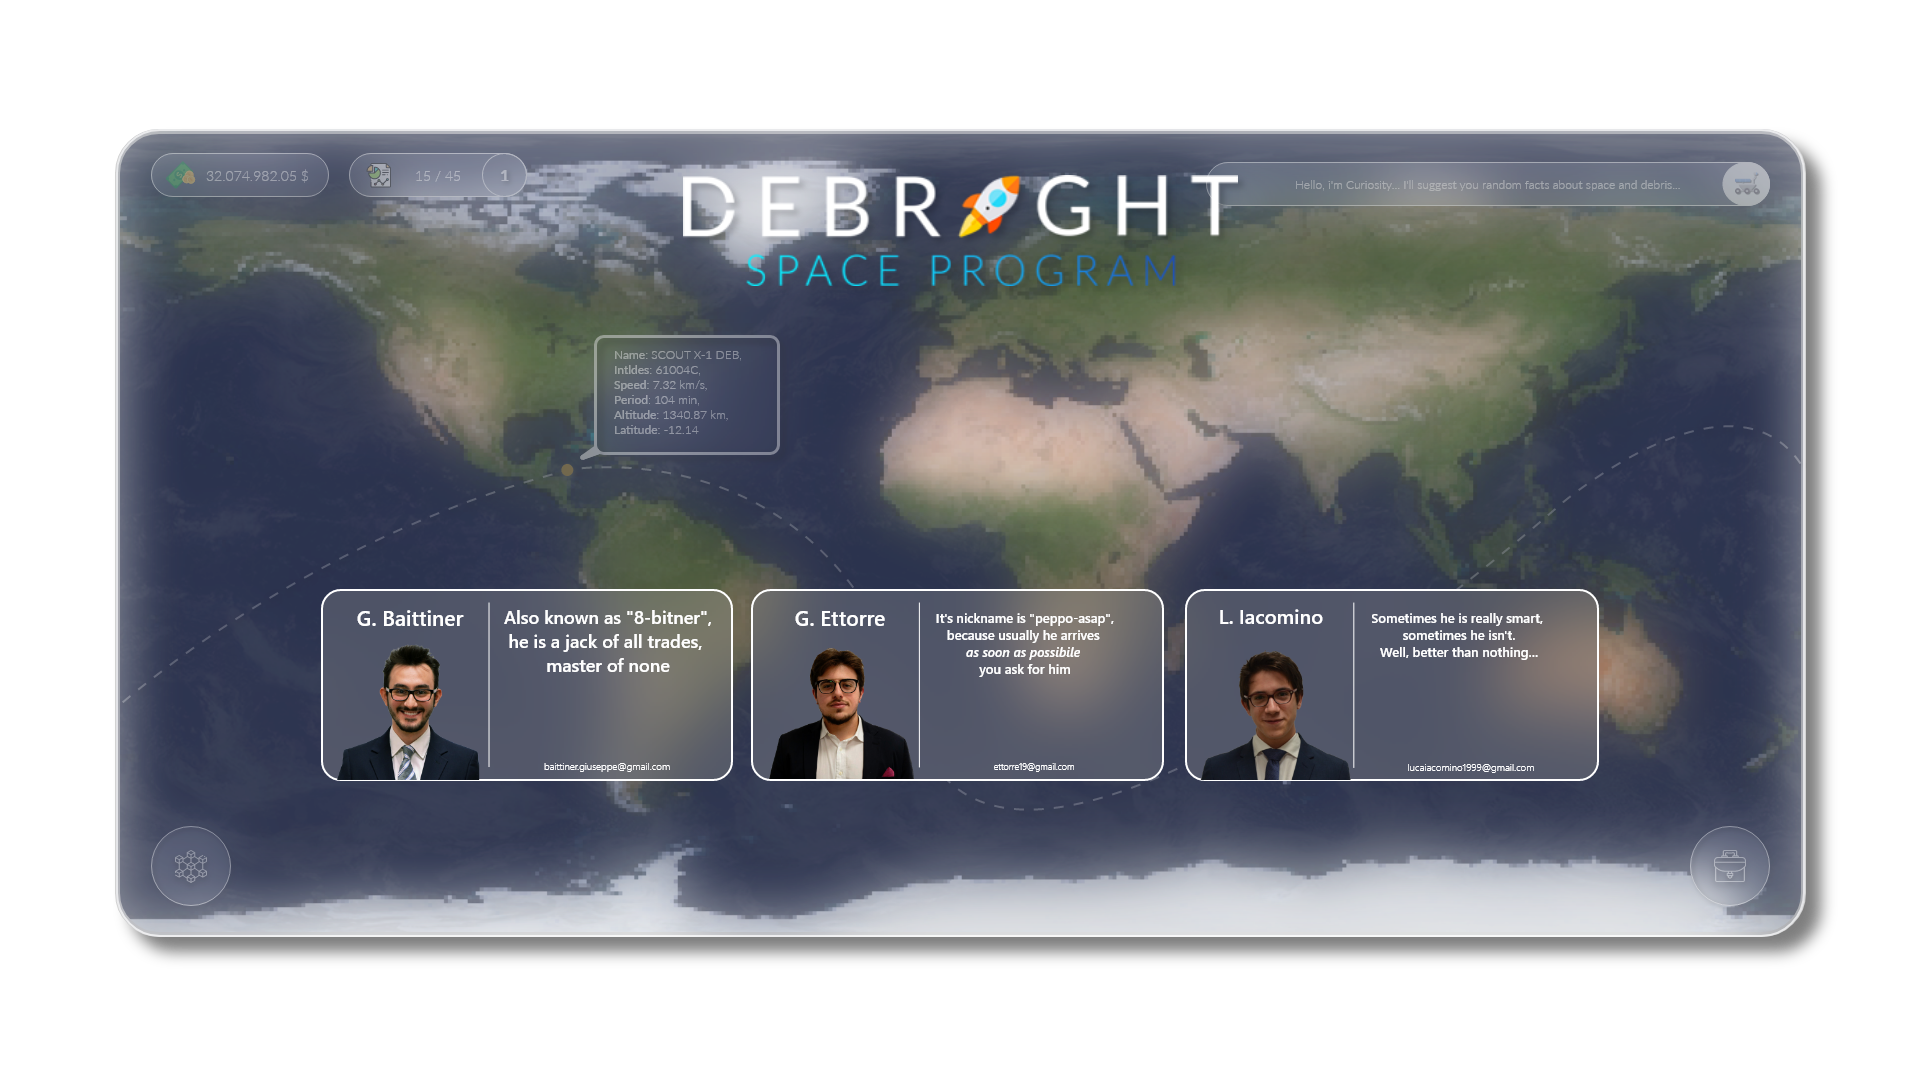 32.074.982.05 $
15 / 45
1
Hello, i'm Curiosity... I'll suggest you random facts about space and debris...
DEBR GHT
SPACE PROGRAM
Name: SCOUT X-1 DEB,
Intldes: 61004C,
Speed: 7.32 km/s,
Period: 104 min,
Altitude: 1340.87 km,
Latitude: -12.14
G. Baittiner
Also known as "8-bitner",
he is a jack of all trades,
master of none
baittiner.giuseppe@gmail.com
G. Ettorre
It's nickname is "peppo-asap",
because usually he arrives
as soon as possibile
you ask for him
ettorre19@gmail.com
L. Iacomino
Sometimes he is really smart,
sometimes he isn't.
Well, better than nothing...
lucaiacomino1999@gmail.com